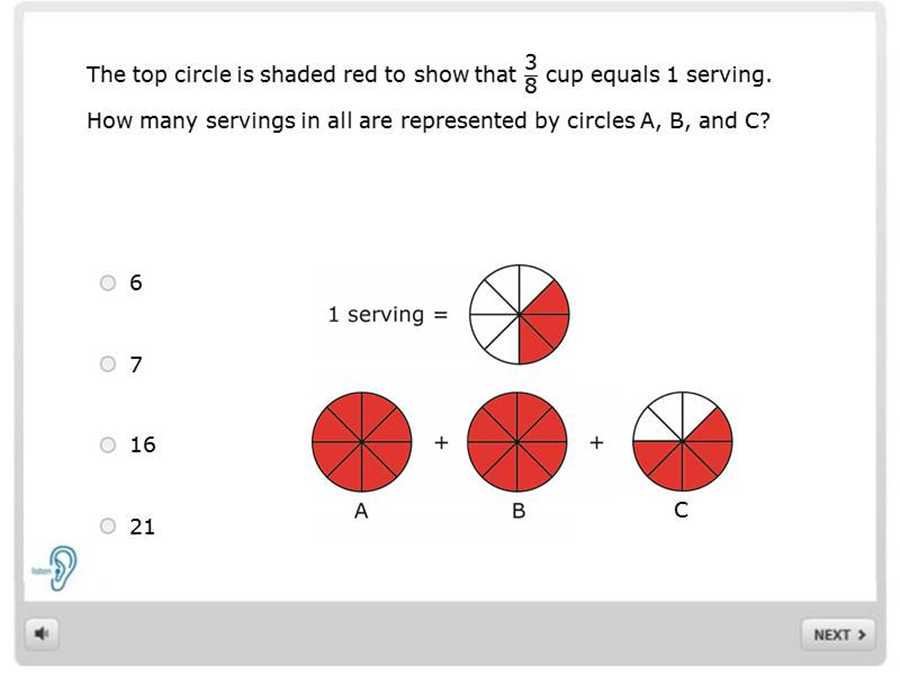 The top circle is shaded red to show that 3/8 cup equals 1 serving.
How many servings in all are represented by circles A, B, and C?
6
7
16
21
1 serving =
+
+
A
B
C
listen
NEXT >